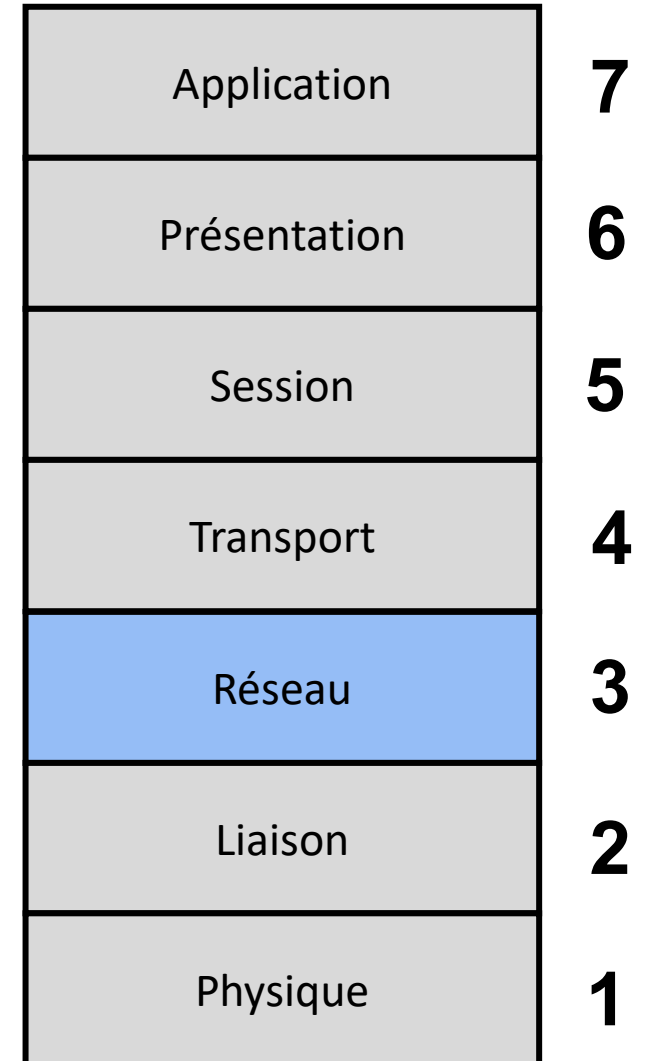 Application 7
Présentation 6
Session 5
Transport 4
Réseau 3
Liaison 2
Physique 1